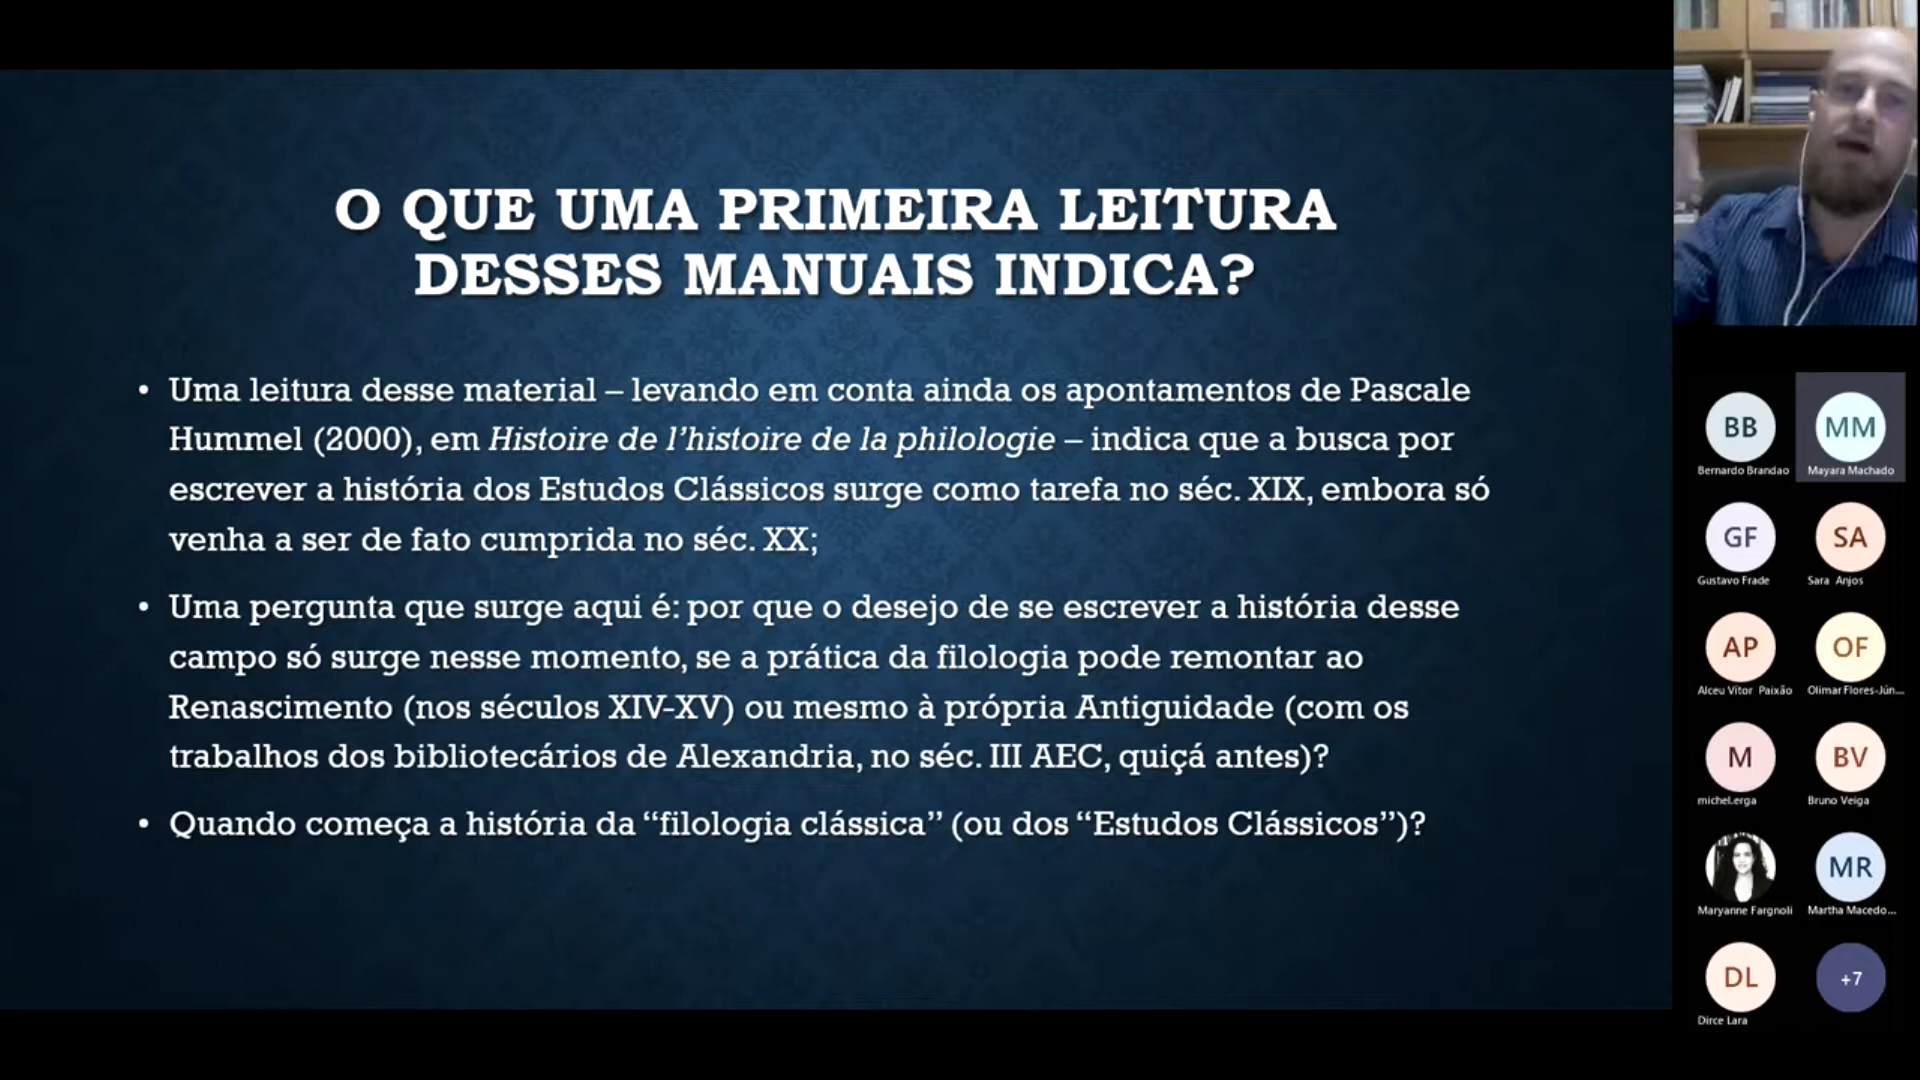 O QUE UMA PRIMEIRA LEITURA
DESSES MANUAIS INDICA?
• Uma leitura desse material – levando em conta ainda os apontamentos de Pascale
Hummel (2000), em Histoire de l’histoire de la philologie – indica que a busca por
escrever a história dos Estudos Clássicos surge como tarefa no séc. XIX, embora só
venha a ser de fato cumprida no séc. XX;
• Uma pergunta que surge aqui é: por que o desejo de se escrever a história desse
campo só surge nesse momento, se a prática da filologia pode remontar ao
Renascimento (nos séculos XIV-XV) ou mesmo à própria Antiguidade (com os
trabalhos dos bibliotecários de Alexandria, no séc. III AEC, quiçá antes)?
• Quando começa a história da “filologia clássica” (ou dos “Estudos Clássicos”)?
BB
Bernardo Brandao
MM
Mayara Machado
GF
Gustavo Frade
SA
Sara Anjos
AP
Alceu Vitor Paixão
OF
Olimar Flores-Jún...
M
michel.erga
BV
Bruno Veiga
Maryanne Fargnoli
MR
Martha Macedo...
DL
Dirce Lara
+7